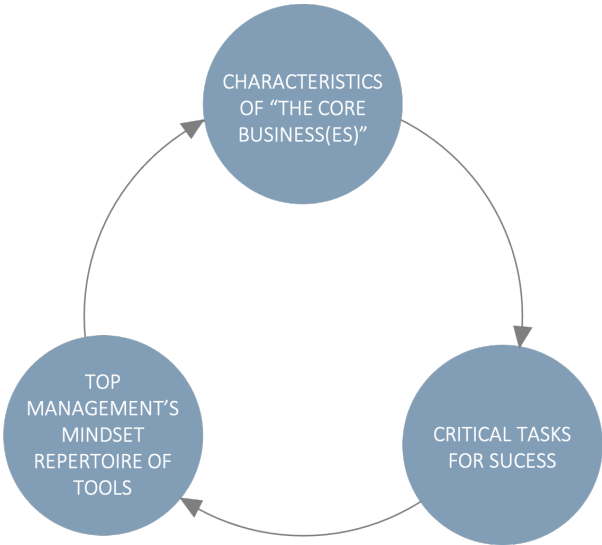 CHARACTERISTICS
OF “THE CORE
BUSINESS(ES)”
TOP
MANAGEMENT’S
MINDSET
REPERTOIRE OF
TOOLS
CRITICAL TASKS
FOR SUCESS